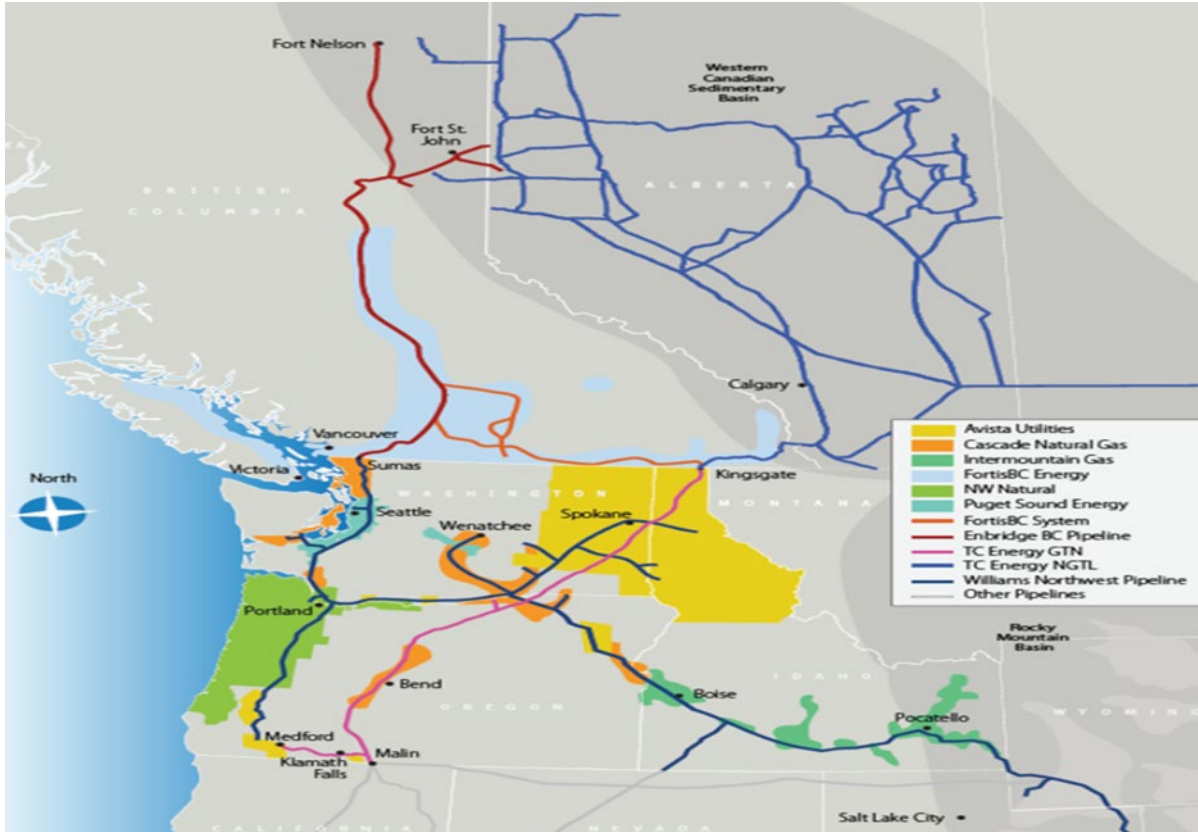 Fort Nelson
Western
Canadian
Sedimentary
Basin
Fort St.
John
BRITISH
COLUMBIA
ALBERTA
Calgary
Vancouver
Victoria
Sumas
Kingsgate
North
WASHINGTON
MONTANA
Seattle
Wenatchee
Spokane
Avista Utilities
Cascade Natural Gas
Intermountain Gas
FortisBC Energy
NW Natural
Puget Sound Energy
FortisBC System
Enbridge BC Pipeline
TC Energy GTN
TC Energy NGTL
Williams Northwest Pipeline
Other Pipelines
Portland
Rocky
Mountain
Basin
Bend
OREGON
Boise
IDAHO
Pocatello
WYOMING
Medford
Klamath
Falls
Malin
CALIFORNIA
NEVADA
Salt Lake City